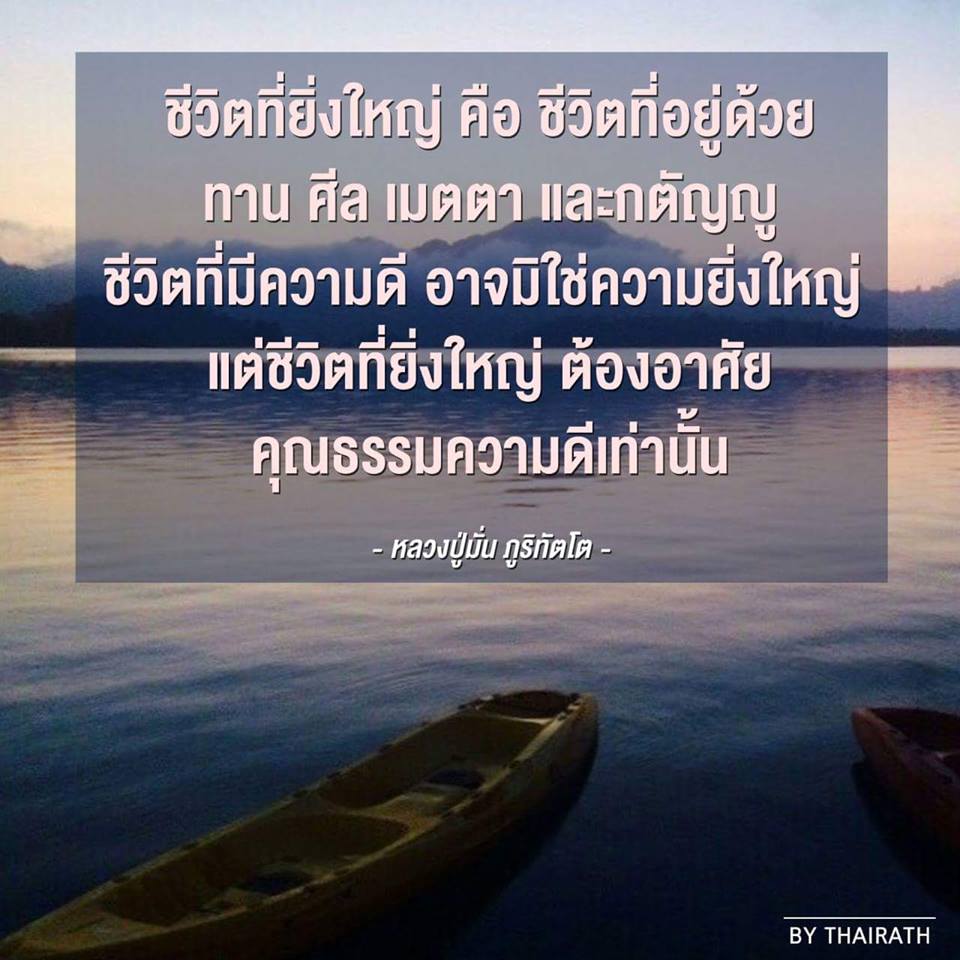 ชีวิตที่ยิ่งใหญ่ คือ ชีวิตที่อยู่ด้วย
ทาน ศีล เมตตา และกตัญญู
ชีวิตที่มีความดี อาจมิใช่ความยิ่งใหญ่
แต่ชีวิตที่ยิ่งใหญ่ ต้องอาศัย
คุณธรรมความดีเท่านั้น
- หลวงปู่มั่น ภูริทัตโต -
BY THAIRATH